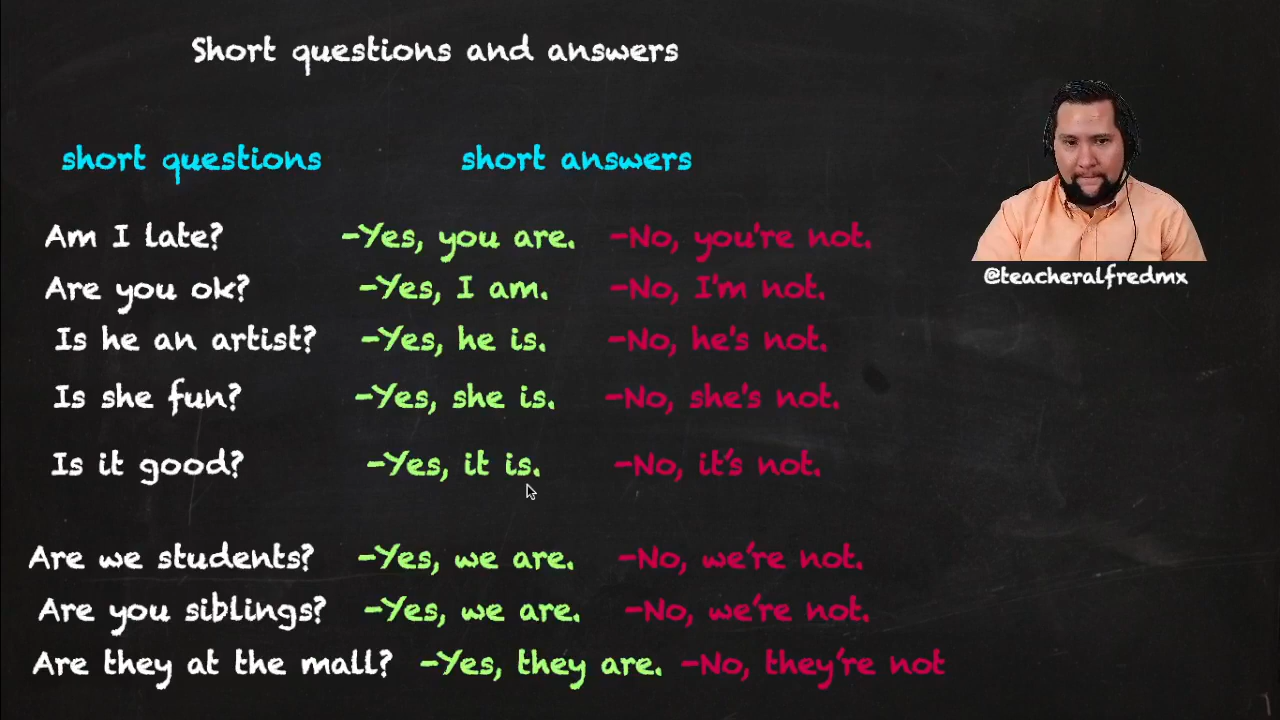 Short questions and answers
short questions short answers
Am I late? -Yes, you are. -No, you're not.
Are you ok? -Yes, I am. -No, I'm not.
Is he an artist? -Yes, he is. -No, he's not.
Is she fun? -Yes, she is. -No, she's not.
Is it good? -Yes, it is. -No, it's not.
Are we students? -Yes, we are. -No, we're not.
Are you siblings? -Yes, we are. -No, we're not.
Are they at the mall? -Yes, they are. -No, they're not
@teacheralfredmx